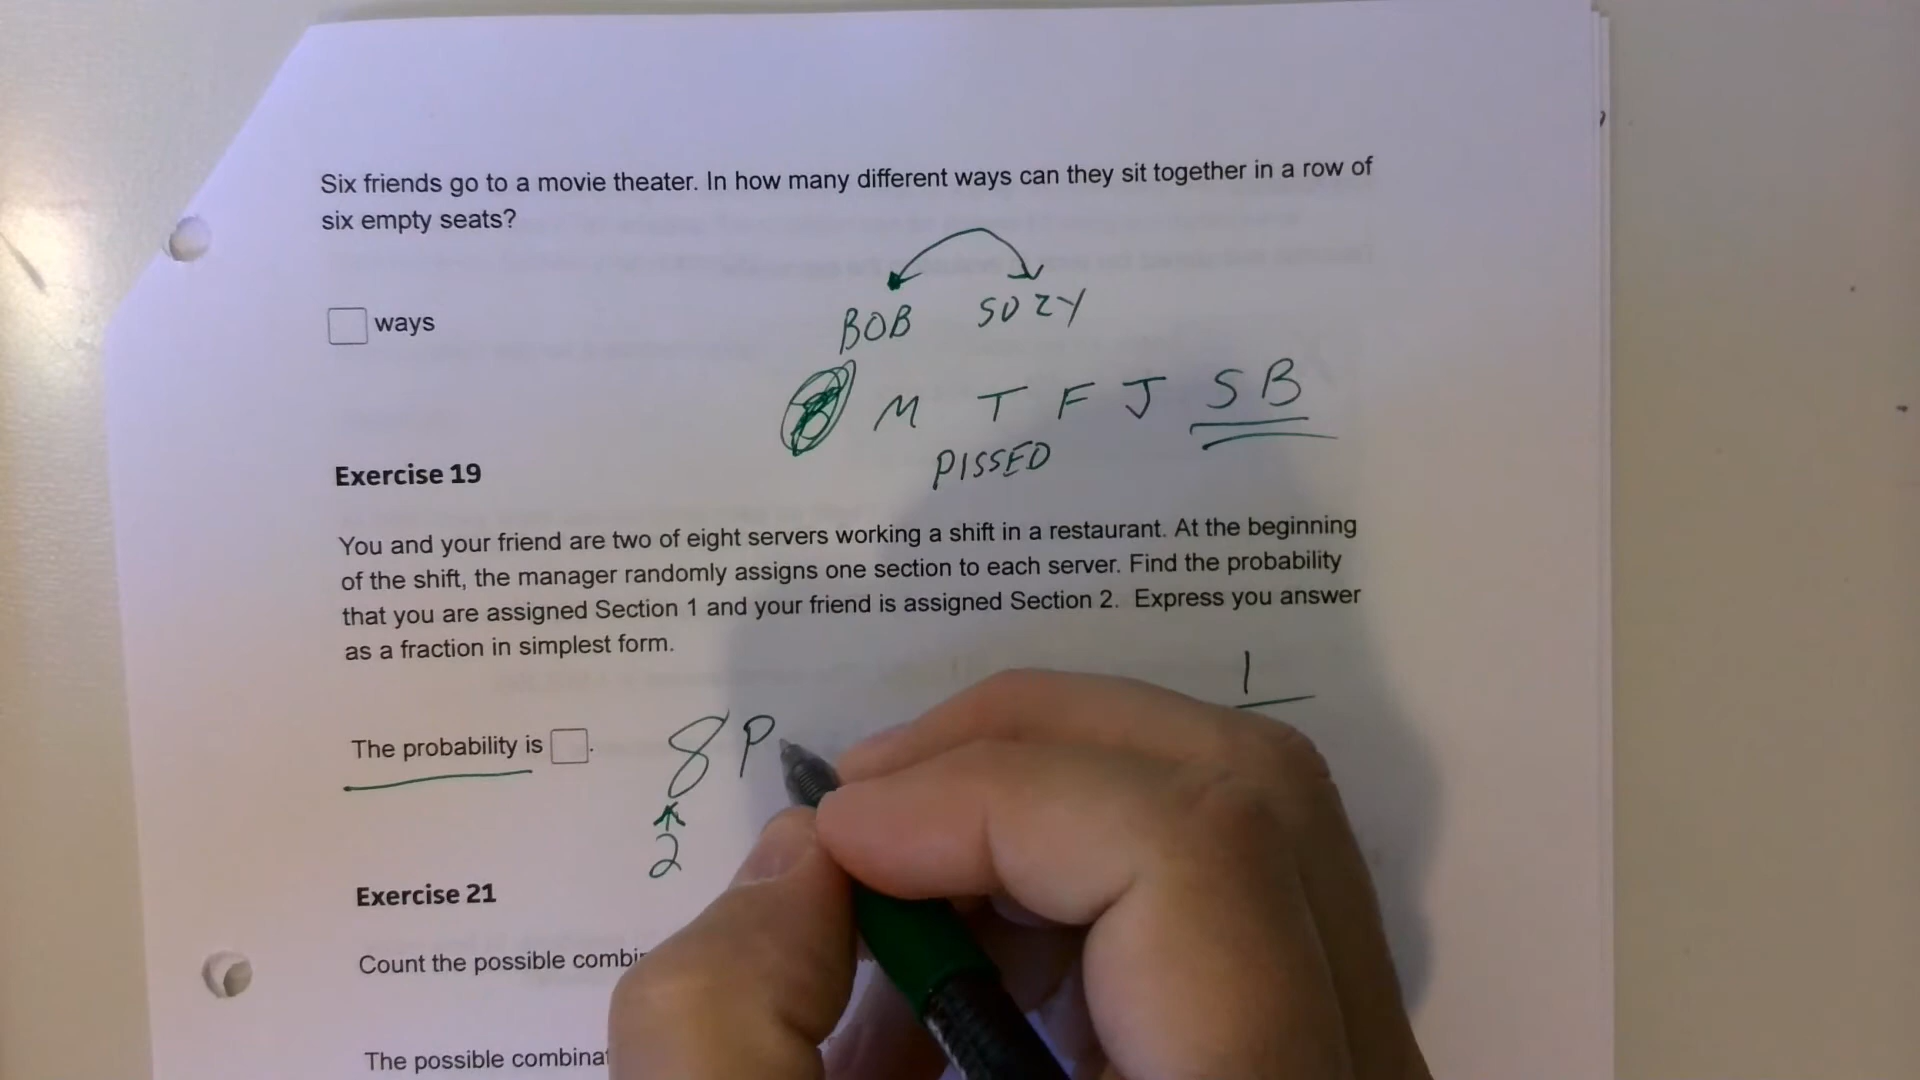 Six friends go to a movie theater. In how many different ways can they sit together in a row of
six empty seats?
ways
BOB SUZY
M T F J S B
PISSED
Exercise 19
You and your friend are two of eight servers working a shift in a restaurant. At the beginning
of the shift, the manager randomly assigns one section to each server. Find the probability
that you are assigned Section 1 and your friend is assigned Section 2. Express you answer
as a fraction in simplest form.
1
The probability is .
8 P
2
Exercise 21
Count the possible
The possible